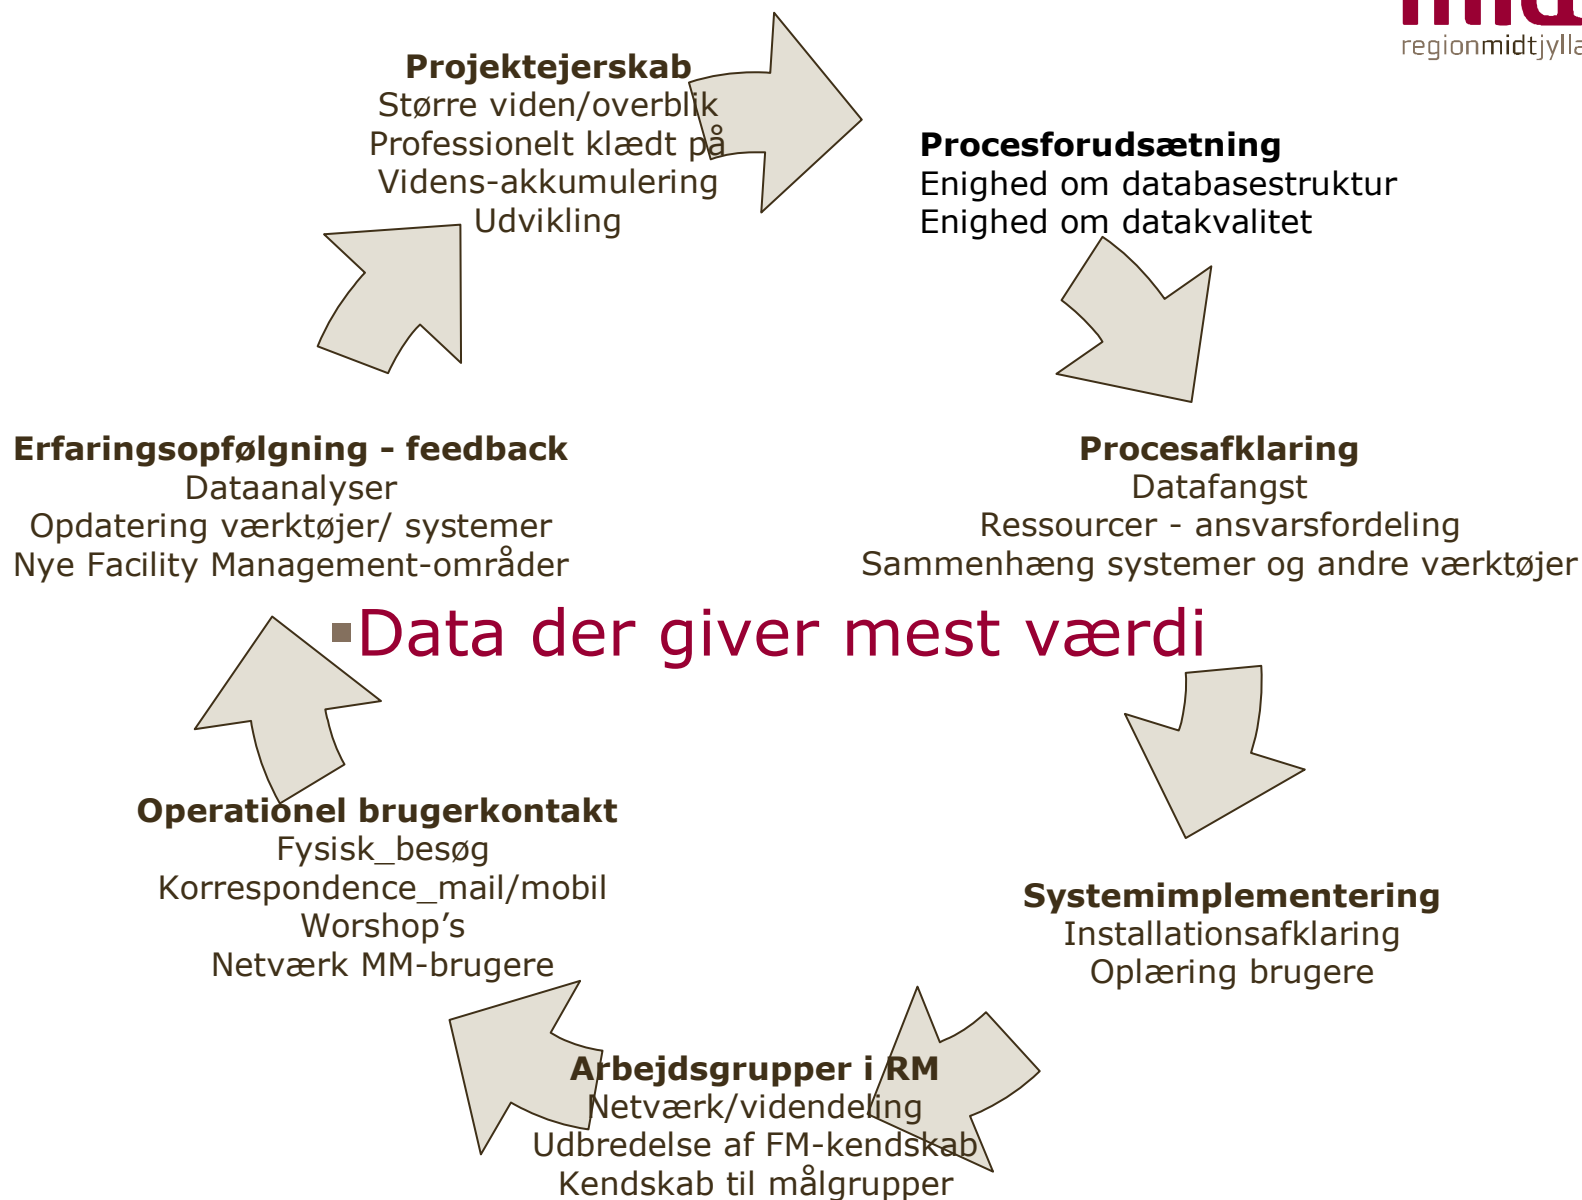 regionmidtjylla
Projektejerskab
Større viden/overblik
Professionelt klædt på
Videns-akkumulering
Udvikling
Procesforudsætning
Enighed om databasestruktur
Enighed om datakvalitet
Erfaringsopfølgning - feedback
Dataanalyser
Opdatering værktøjer/ systemer
Nye Facility Management-områder
Procesafklaring
Datafangst
Ressourcer - ansvarsfordeling
Sammenhæng systemer og andre værktøjer
▪Data der giver mest værdi
Operationel brugerkontakt
Fysisk_besøg
Korrespondence_mail/mobil
Worshop’s
Netværk MM-brugere
Systemimplementering
Installationsafklaring
Oplæring brugere
Arbejdsgrupper i RM
Netværk/videndeling
Udbredelse af FM-kendskab
Kendskab til målgrupper